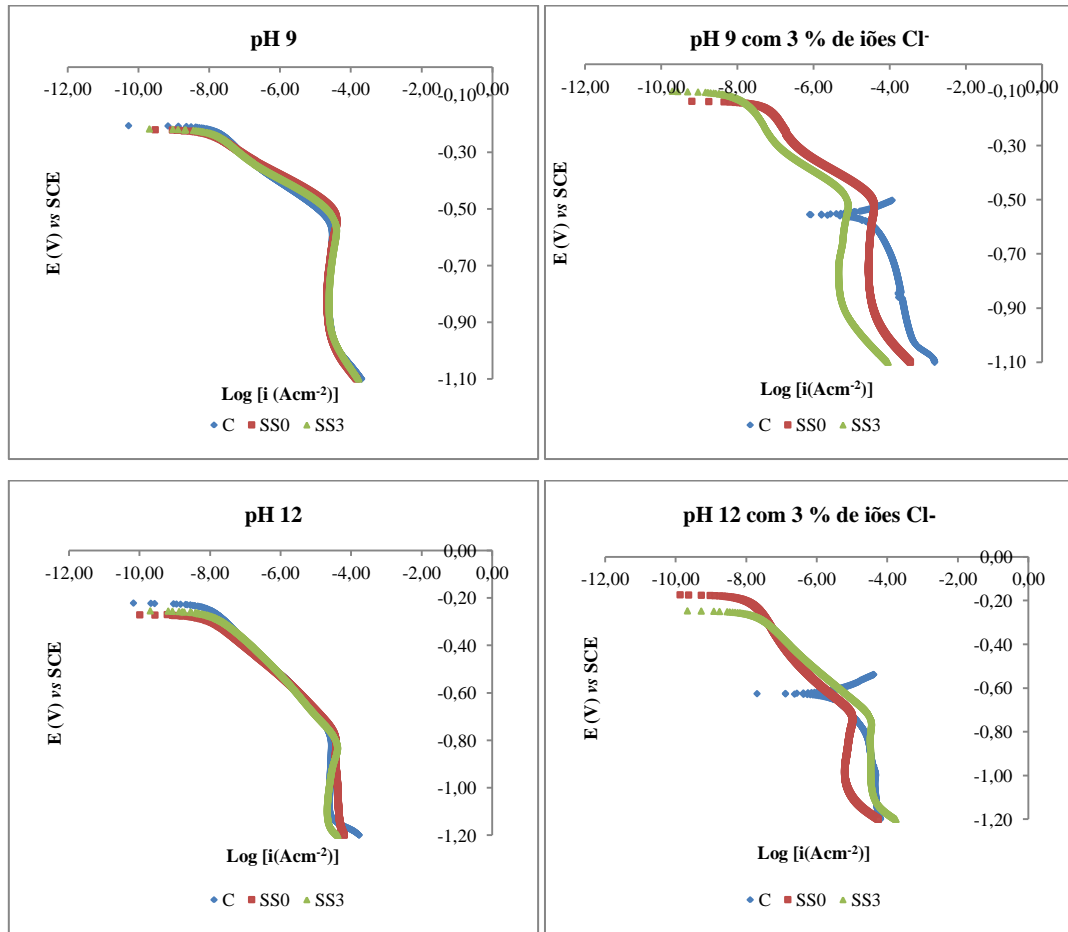 pH 9
-12,00 -10,00 -8,00 -6,00 -4,00 -2,00 0,00
-0,10
-0,30
-0,50
-0,70
-0,90
-1,10
E (V) vs SCE
Log [i (Acm⁻²)]
C SS0 SS3
pH 9 com 3 % de iões Cl⁻
-12,00 -10,00 -8,00 -6,00 -4,00 -2,00 0,00
-0,10
-0,30
-0,50
-0,70
-0,90
-1,10
E (V) vs SCE
Log [i(Acm⁻²)]
C SS0 SS3
pH 12
0,00
-12,00 -10,00 -8,00 -6,00 -4,00 -2,00 0,00
-0,20
-0,40
-0,60
-0,80
-1,00
-1,20
E (V) vs SCE
Log [i(Acm⁻²)]
C SS0 SS3
pH 12 com 3 % de iões Cl-
0,00
-12,00 -10,00 -8,00 -6,00 -4,00 -2,00 0,00
-0,20
-0,40
-0,60
-0,80
-1,00
-1,20
E (V) vs SCE
Log [i(Acm⁻²)]
C SS0 SS3